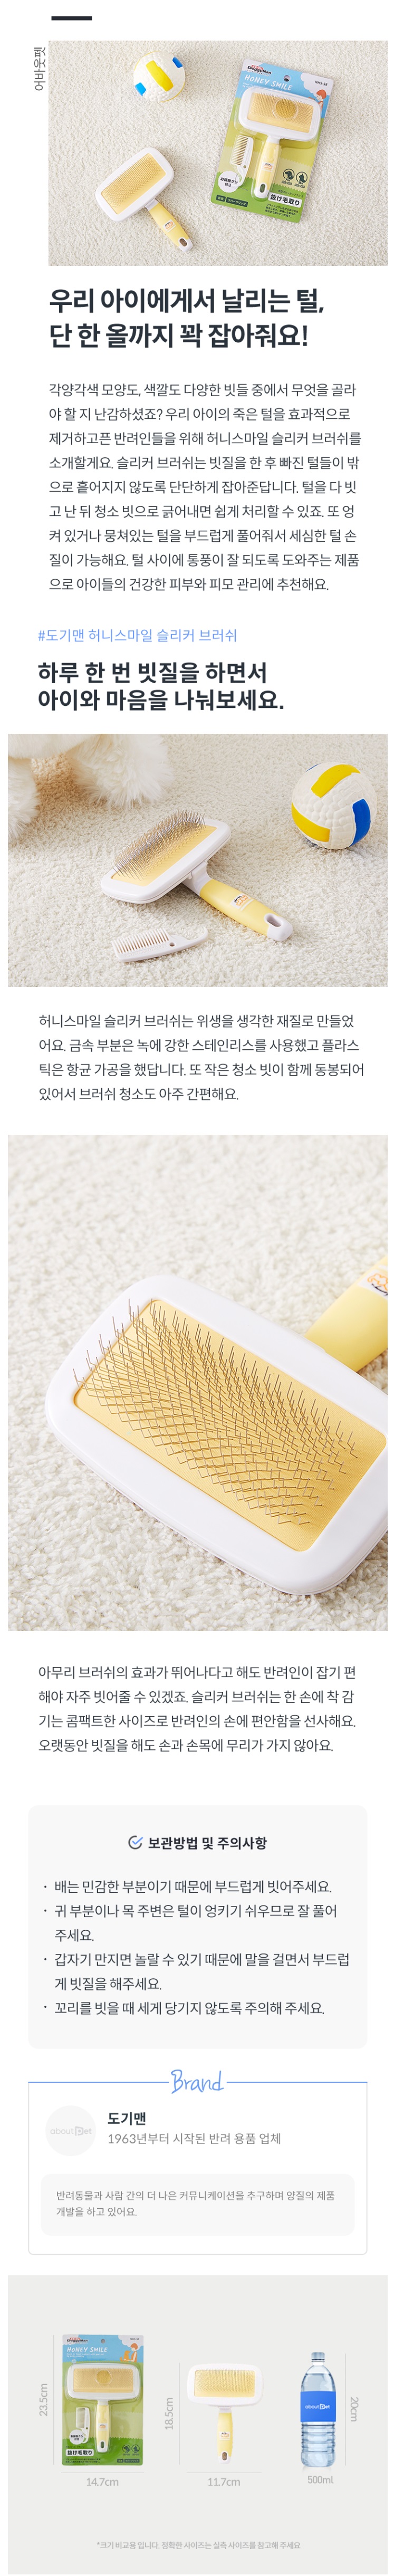 어바웃펫
DoggyMan
HONEY SMILE
抜け毛取り
우리 아이에게서 날리는 털,
단 한 올까지 꽉 잡아줘요!
각양각색 모양도, 색깔도 다양한 빗들 중에서 무엇을 골라
야 할 지 난감하셨죠? 우리 아이의 죽은 털을 효과적으로
제거하고픈 반려인들을 위해 허니스마일 슬리커 브러쉬를
소개할게요. 슬리커 브러쉬는 빗질을 한 후 빠진 털들이 밖
으로 흩어지지 않도록 단단하게 잡아준답니다. 털을 다 빗
고 난 뒤 청소 빗으로 긁어내면 쉽게 처리할 수 있죠. 또 엉
켜 있거나 뭉쳐있는 털을 부드럽게 풀어줘서 세심한 털 손
질이 가능해요. 털 사이에 통풍이 잘 되도록 도와주는 제품
으로 아이들의 건강한 피부와 피모 관리에 추천해요.
#도기맨 허니스마일 슬리커 브러쉬
하루 한 번 빗질을 하면서
아이와 마음을 나눠보세요.
허니스마일 슬리커 브러쉬는 위생을 생각한 재질로 만들었
어요. 금속 부분은 녹에 강한 스테인리스를 사용했고 플라스
틱은 항균 가공을 했답니다. 또 작은 청소 빗이 함께 동봉되어
있어서 브러쉬 청소도 아주 간편해요.
아무리 브러쉬의 효과가 뛰어나다고 해도 반려인이 잡기 편
해야 자주 빗어줄 수 있겠죠. 슬리커 브러쉬는 한 손에 착 감
기는 콤팩트한 사이즈로 반려인의 손에 편안함을 선사해요.
오랫동안 빗질을 해도 손과 손목에 무리가 가지 않아요.
보관방법 및 주의사항
· 배는 민감한 부분이기 때문에 부드럽게 빗어주세요.
· 귀 부분이나 목 주변은 털이 엉키기 쉬우므로 잘 풀어
주세요.
· 갑자기 만지면 놀랄 수 있기 때문에 말을 걸면서 부드럽
게 빗질을 해주세요.
· 꼬리를 빗을 때 세게 당기지 않도록 주의해 주세요.
Brand
aboutPet
도기맨
1963년부터 시작된 반려 용품 업체
반려동물과 사람 간의 더 나은 커뮤니케이션을 추구하며 양질의 제품
개발을 하고 있어요.
DoggyMan
HONEY SMILE
抜け毛取り
23.5cm
14.7cm
18.5cm
11.7cm
aboutPet
20cm
500ml
*크기 비교용 입니다. 정확한 사이즈는 실측 사이즈를 참고해 주세요